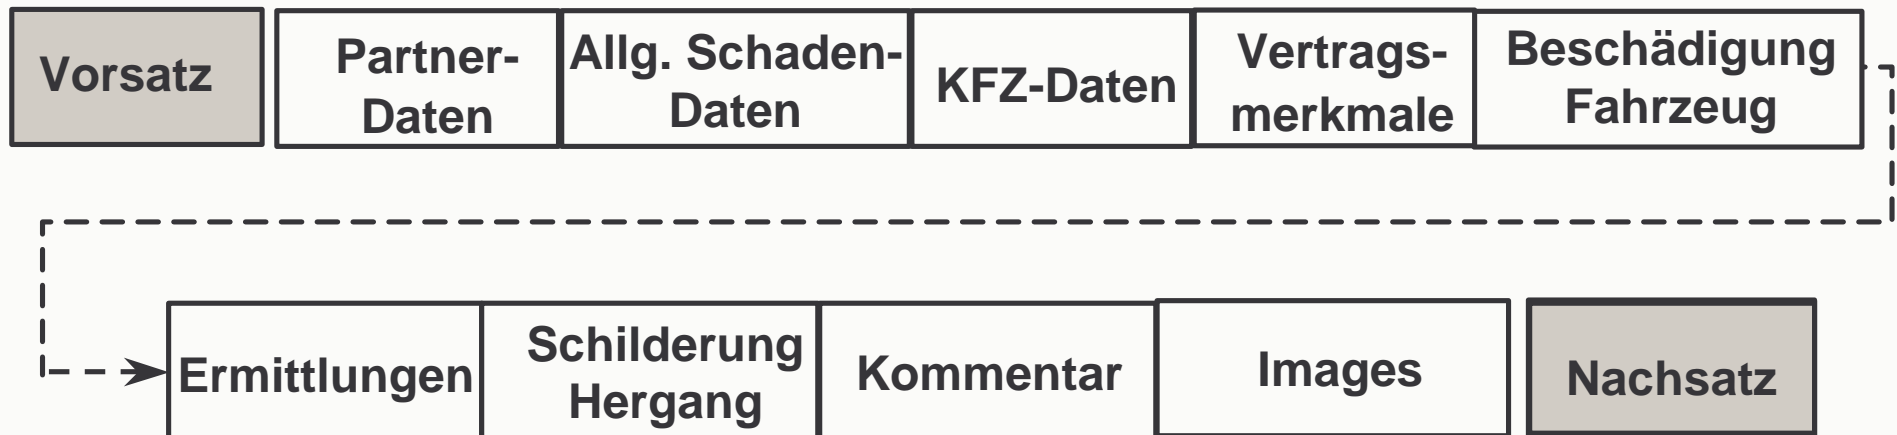 Vorsatz
Partner-
Daten
Allg. Schaden-
Daten
KFZ-Daten
Vertrags-
merkmale
Beschädigung
Fahrzeug
Ermittlungen
Schilderung
Hergang
Kommentar
Images
Nachsatz